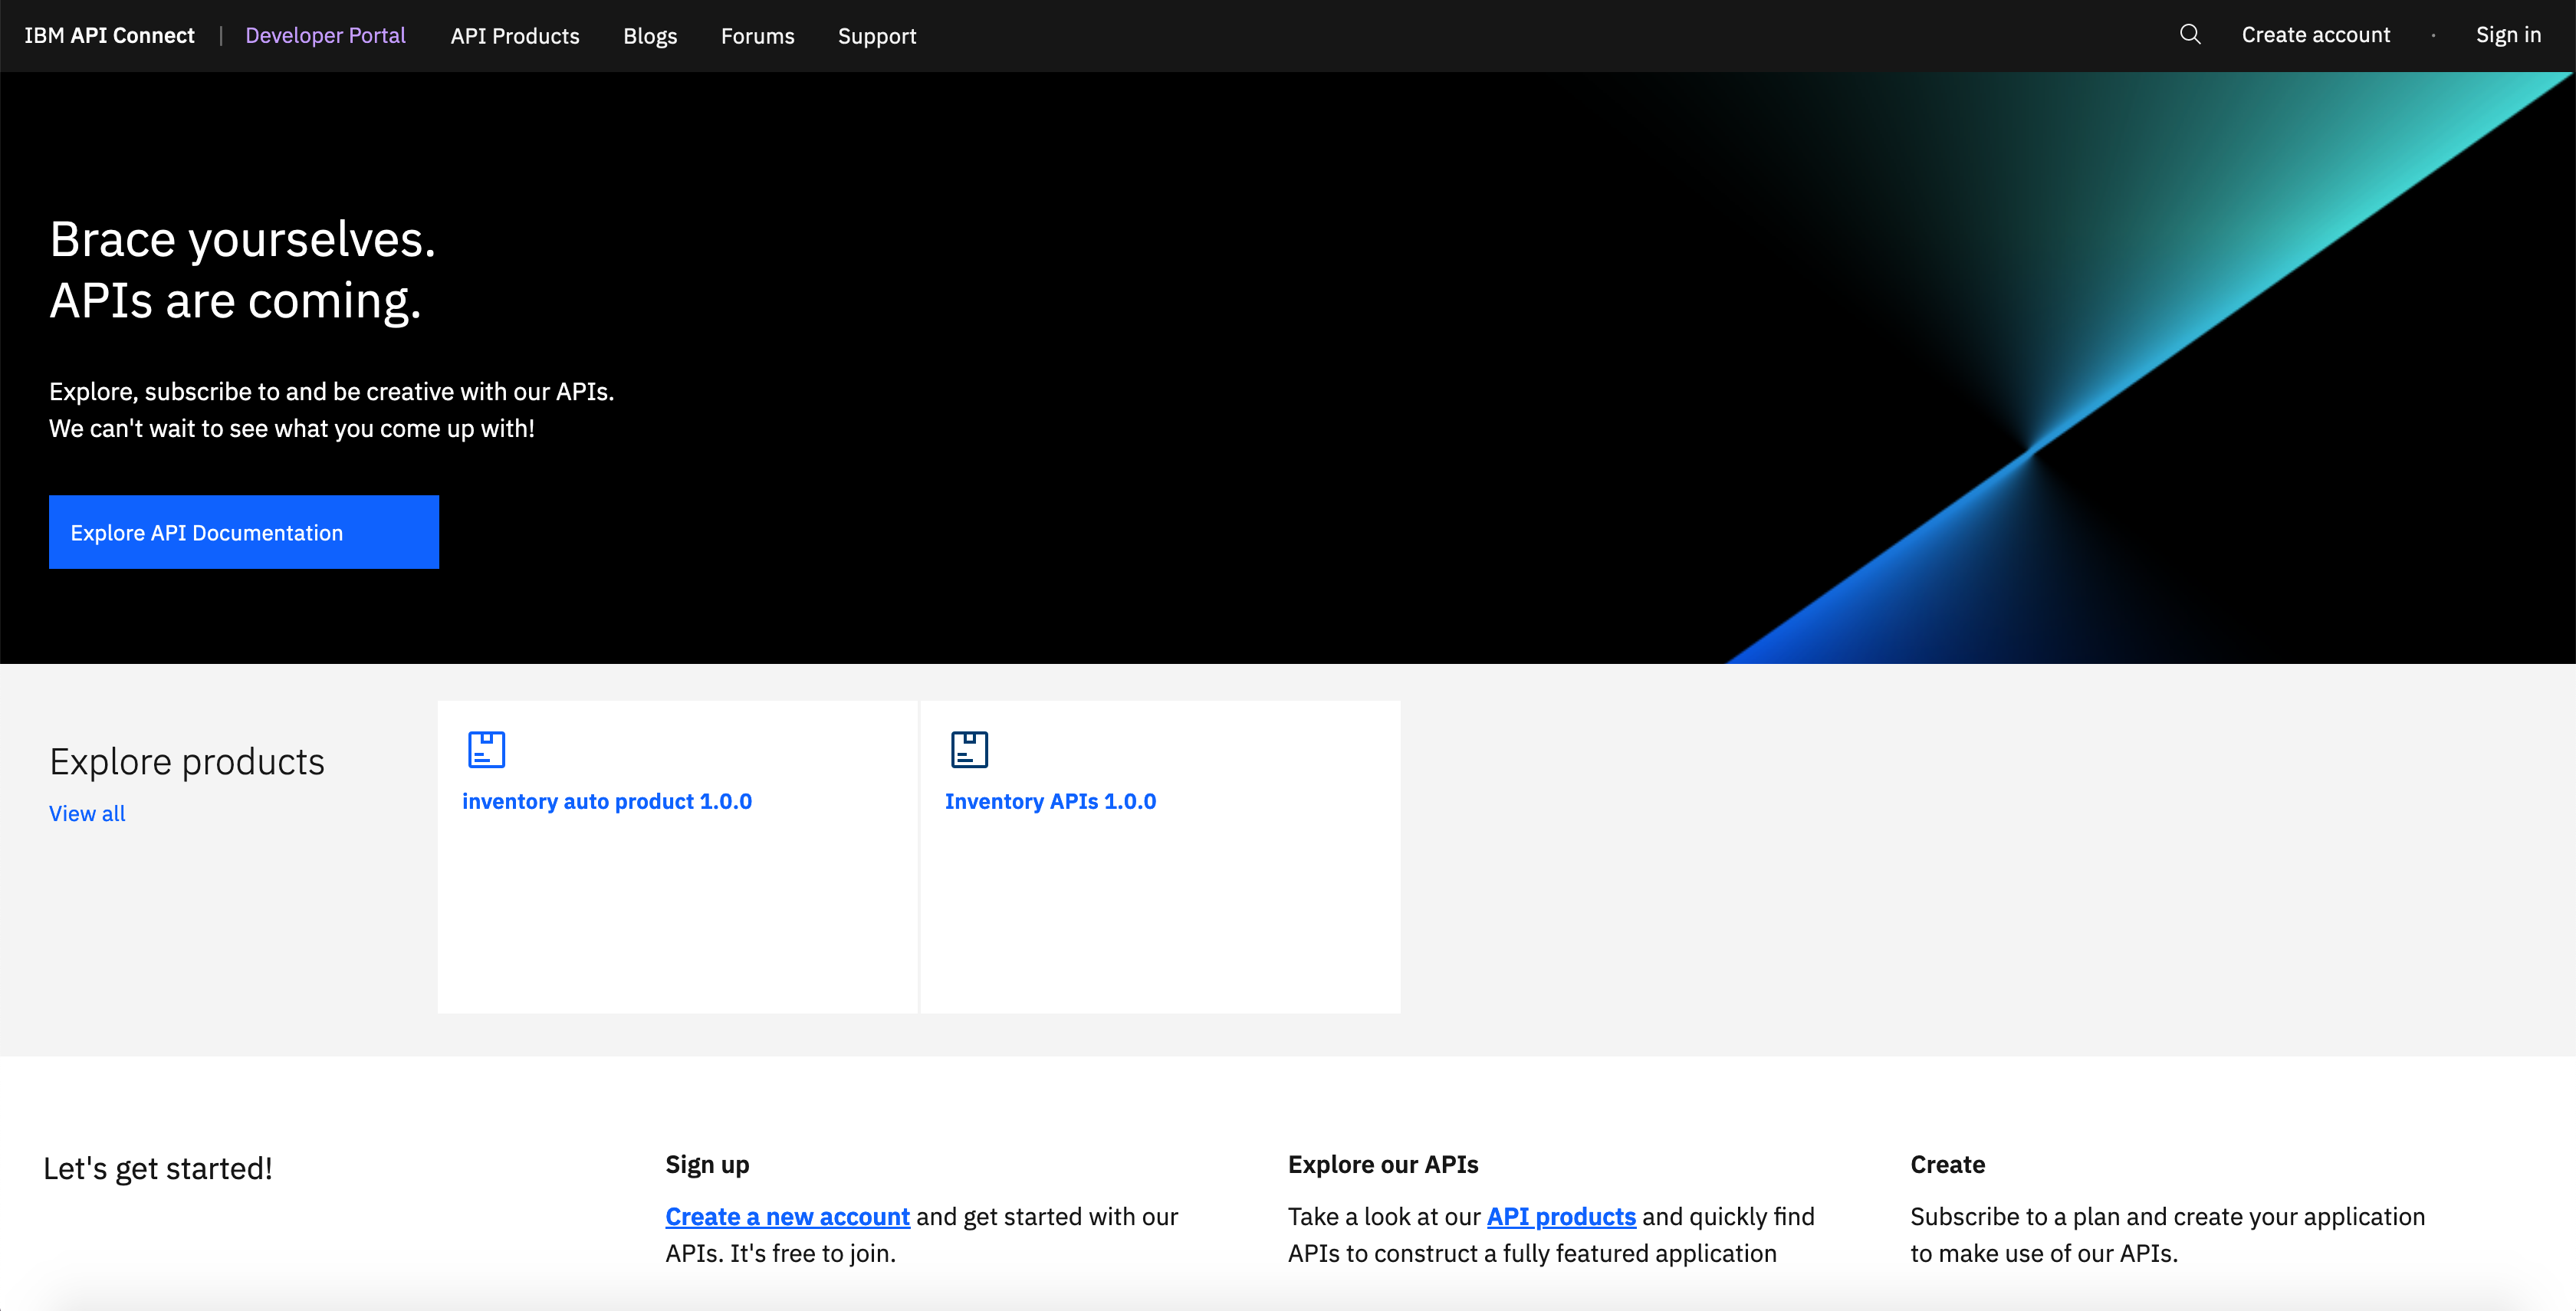 IBM API Connect | Developer Portal API Products Blogs Forums Support Create account · Sign in
Brace yourselves.
APIs are coming.
Explore, subscribe to and be creative with our APIs.
We can't wait to see what you come up with!
Explore API Documentation
Explore products
View all
inventory auto product 1.0.0
Inventory APIs 1.0.0
Let's get started!
Sign up
Create a new account and get started with our
APIs. It's free to join.
Explore our APIs
Take a look at our API products and quickly find
APIs to construct a fully featured application
Create
Subscribe to a plan and create your application
to make use of our APIs.